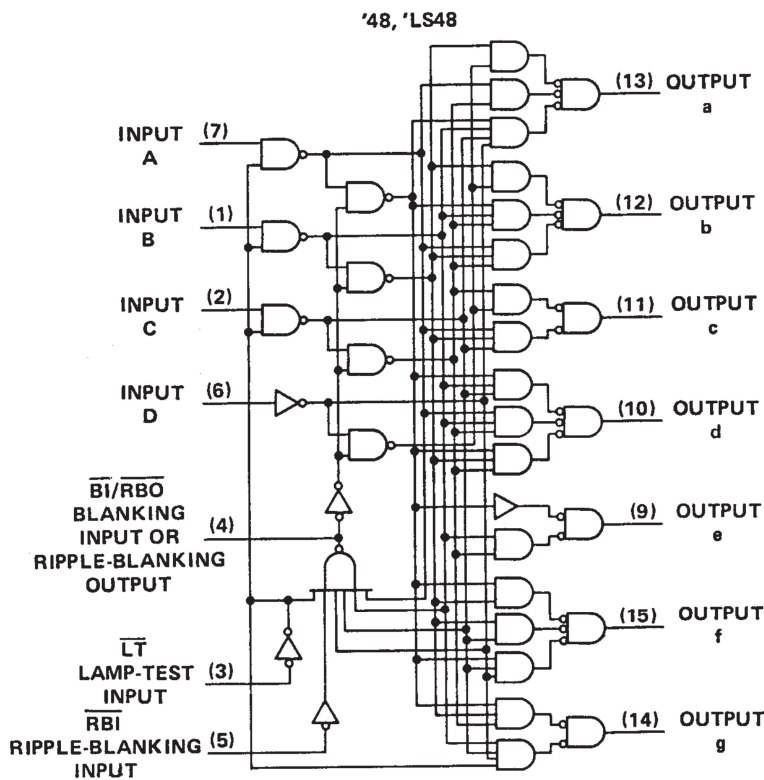 '48, 'LS48
INPUT A (7)
INPUT B (1)
INPUT C (2)
INPUT D (6)
BI/RBO
BLANKING
INPUT OR (4)
RIPPLE-BLANKING
OUTPUT
LT
LAMP-TEST (3)
INPUT
RBI
RIPPLE-BLANKING (5)
INPUT
(13) OUTPUT a
(12) OUTPUT b
(11) OUTPUT c
(10) OUTPUT d
(9) OUTPUT e
(15) OUTPUT f
(14) OUTPUT g